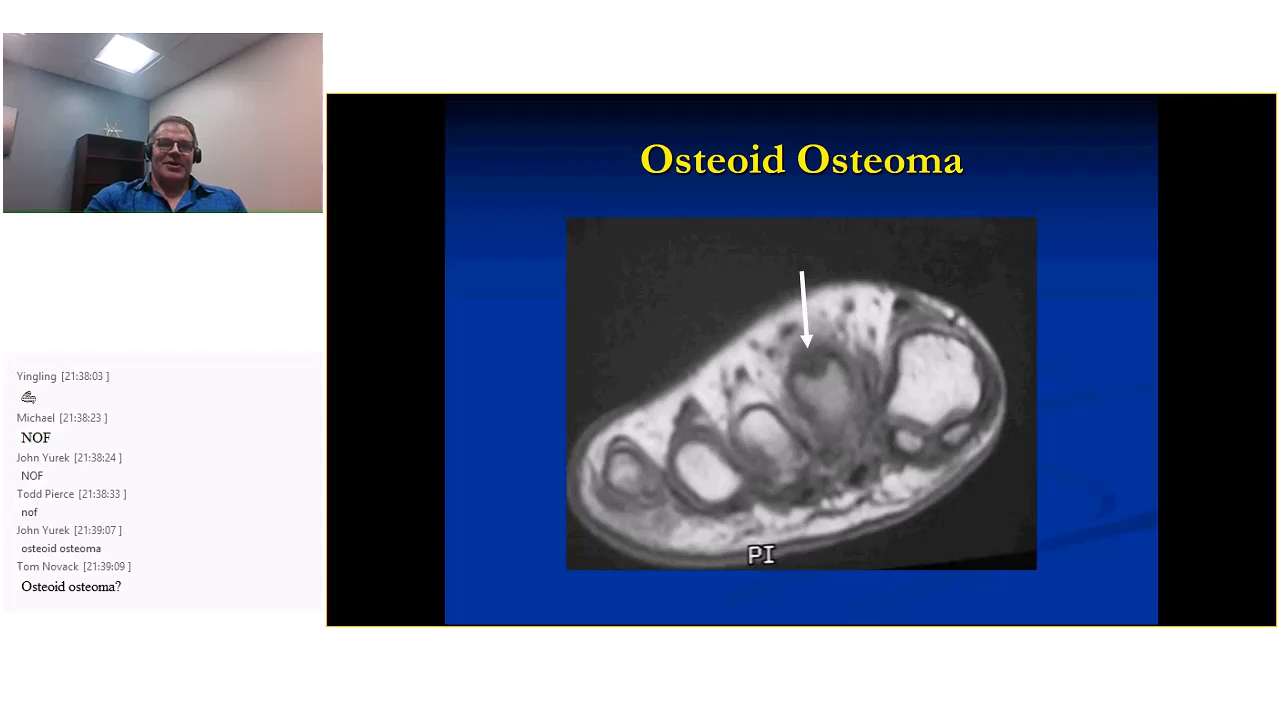 Osteoid Osteoma
PI
Yingling [21:38:03 ]
Michael [21:38:23 ]
NOF
John Yurek [21:38:24 ]
NOF
Todd Pierce [21:38:33 ]
nof
John Yurek [21:39:07 ]
osteoid osteoma
Tom Novack [21:39:09 ]
Osteoid osteoma?